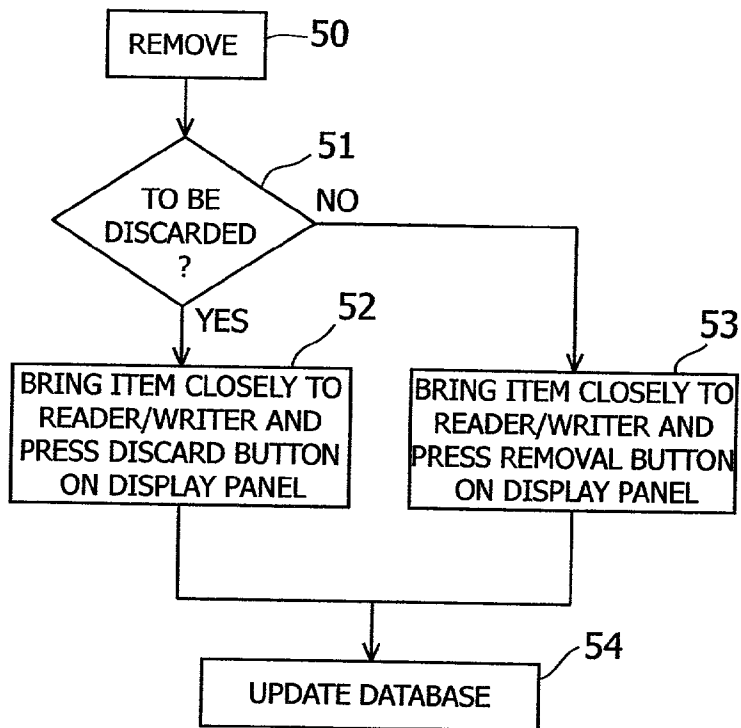 REMOVE
50
51
TO BE
DISCARDED
?
NO
YES
52
BRING ITEM CLOSELY TO
READER/WRITER AND
PRESS DISCARD BUTTON
ON DISPLAY PANEL
53
BRING ITEM CLOSELY TO
READER/WRITER AND
PRESS REMOVAL BUTTON
ON DISPLAY PANEL
54
UPDATE DATABASE